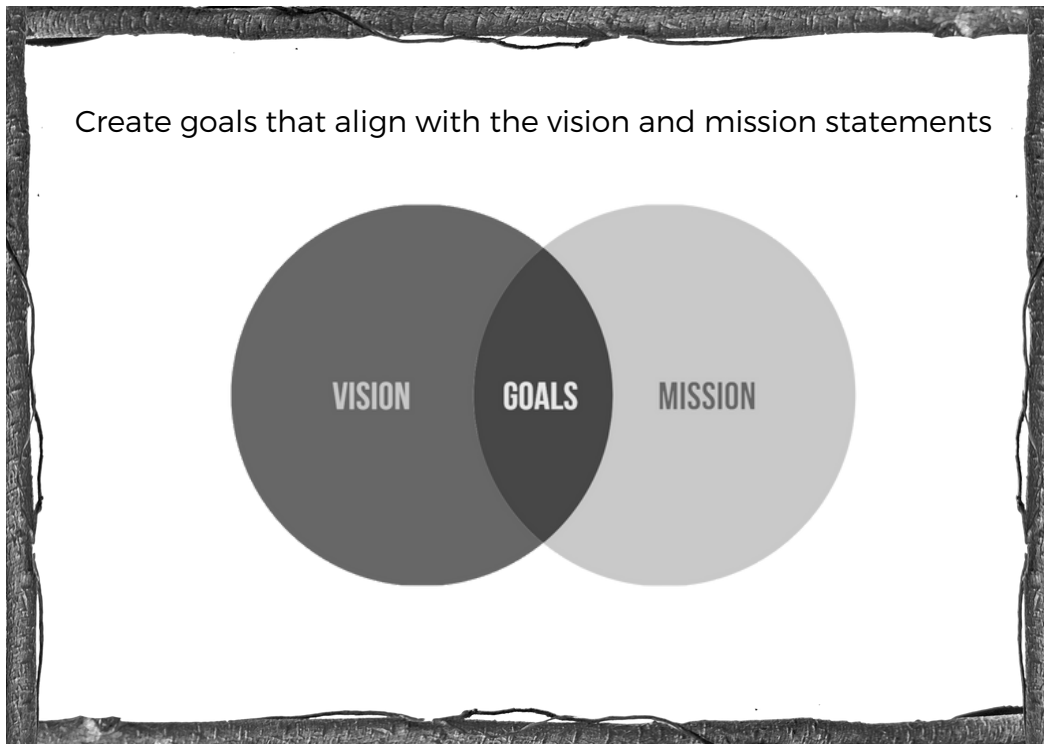 Create goals that align with the vision and mission statements
VISION
GOALS
MISSION